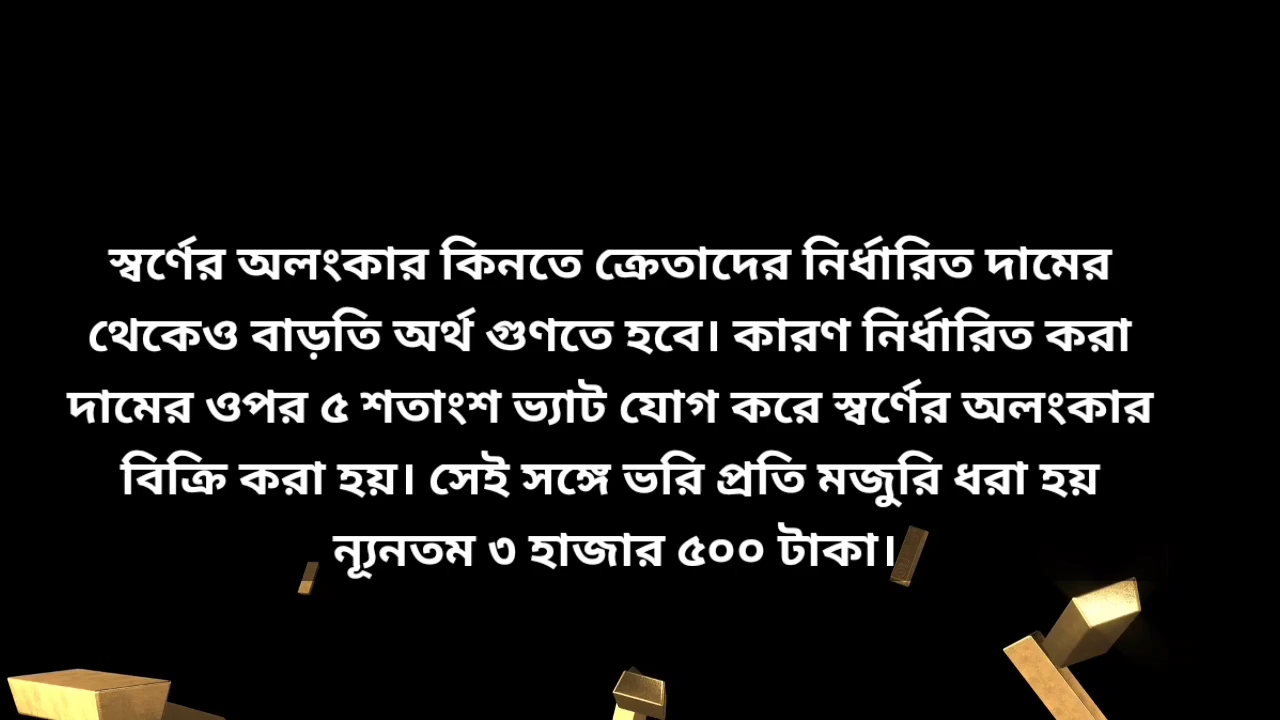 স্বর্ণের অলংকার কিনতে ক্রেতাদের নির্ধারিত দামের
থেকেও বাড়তি অর্থ গুণতে হবে। কারণ নির্ধারিত করা
দামের ওপর ৫ শতাংশ ভ্যাট যোগ করে স্বর্ণের অলংকার
বিক্রি করা হয়। সেই সঙ্গে ভরি প্রতি মজুরি ধরা হয়
ন্যূনতম ৩ হাজার ৫০০ টাকা।